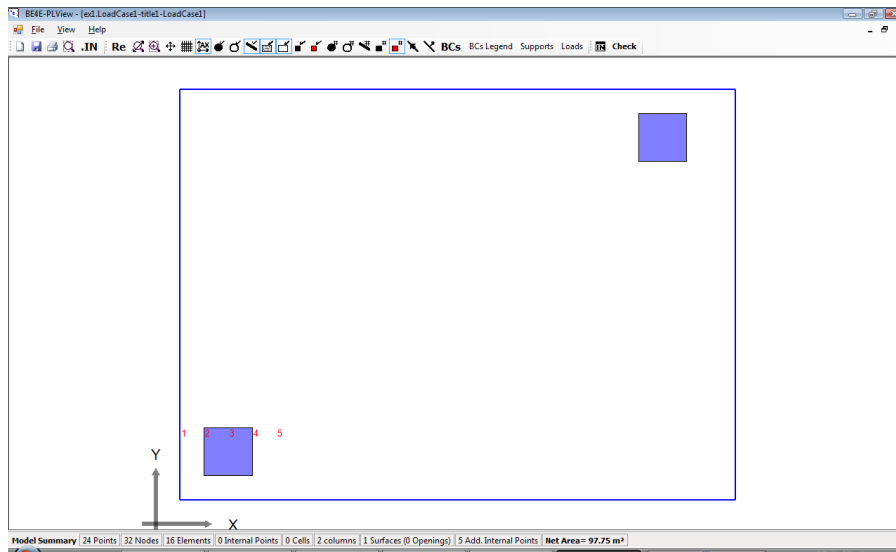 BE4E-PLView - [ex1.LoadCase1-title1-LoadCase1]
File View Help
.IN Re AX BCs BCs Legend Supports Loads IN Check
1 2 3 4 5
Y
X
Model Summary 24 Points 32 Nodes 16 Elements 0 Internal Points 0 Cells 2 columns 1 Surfaces (0 Openings) 5 Add. Internal Points Net Area= 97.75 m²